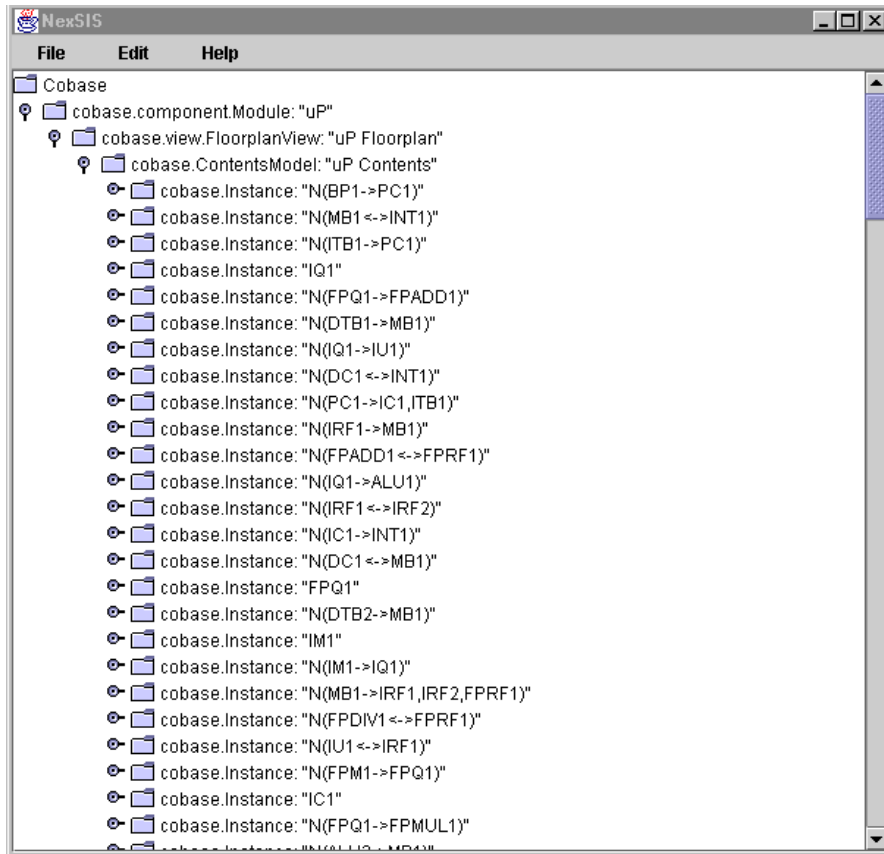 NexSIS
File Edit Help
Cobase
cobase.component.Module: "uP"
cobase.view.FloorplanView: "uP Floorplan"
cobase.ContentsModel: "uP Contents"
cobase.Instance: "N(BP1->PC1)"
cobase.Instance: "N(MB1<->INT1)"
cobase.Instance: "N(ITB1->PC1)"
cobase.Instance: "IQ1"
cobase.Instance: "N(FPQ1->FPADD1)"
cobase.Instance: "N(DTB1->MB1)"
cobase.Instance: "N(IQ1->IU1)"
cobase.Instance: "N(DC1<->INT1)"
cobase.Instance: "N(PC1->IC1,ITB1)"
cobase.Instance: "N(IRF1->MB1)"
cobase.Instance: "N(FPADD1<->FPRF1)"
cobase.Instance: "N(IQ1->ALU1)"
cobase.Instance: "N(IRF1<->IRF2)"
cobase.Instance: "N(IC1->INT1)"
cobase.Instance: "N(DC1<->MB1)"
cobase.Instance: "FPQ1"
cobase.Instance: "N(DTB2->MB1)"
cobase.Instance: "IM1"
cobase.Instance: "N(IM1->IQ1)"
cobase.Instance: "N(MB1->IRF1,IRF2,FPRF1)"
cobase.Instance: "N(FPDIV1<->FPRF1)"
cobase.Instance: "N(IU1<->IRF1)"
cobase.Instance: "N(FPM1->FPQ1)"
cobase.Instance: "IC1"
cobase.Instance: "N(FPQ1->FPMUL1)"
cobase.Instance: